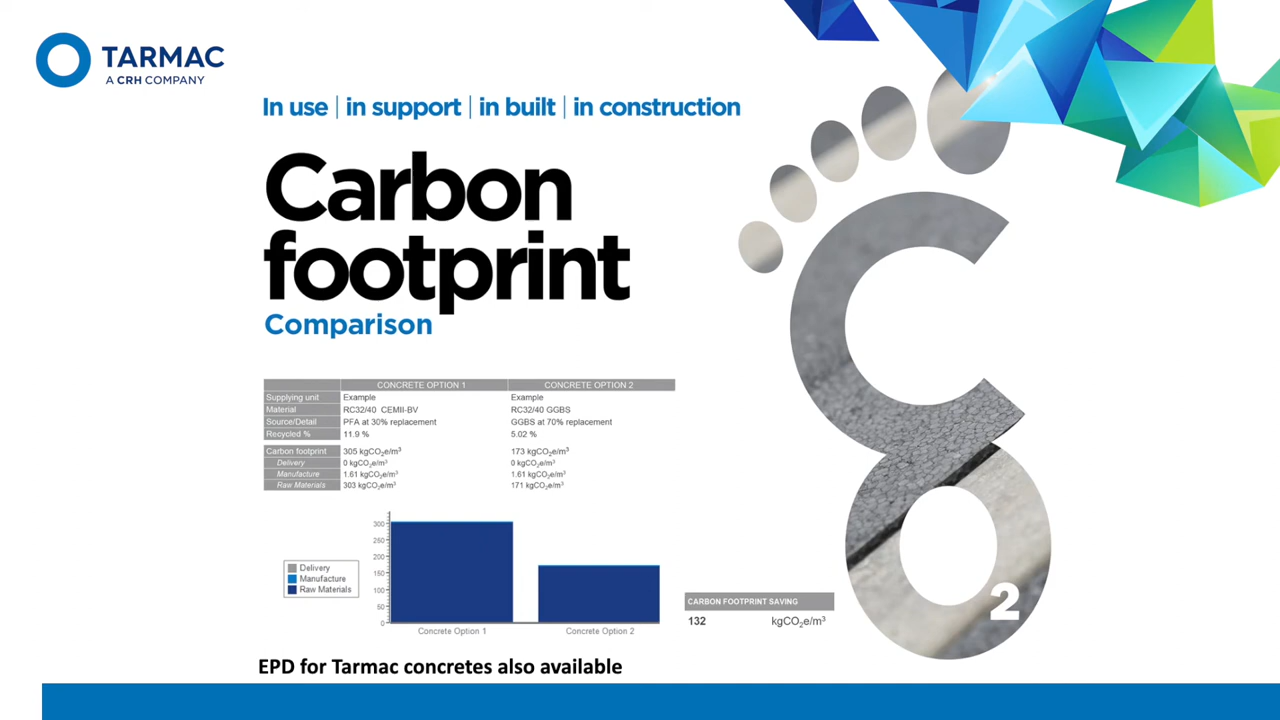 TARMAC
A CRH COMPANY
In use | in support | in built | in construction
Carbon
footprint
Comparison
CONCRETE OPTION 1 CONCRETE OPTION 2
Supplying unit Example Example
Material RC32/40 CEMII-BV RC32/40 GGBS
Source/Detail PFA at 30% replacement GGBS at 70% replacement
Recycled % 11.9 % 5.02 %
Carbon footprint 305 kgCO₂e/m³ 173 kgCO₂e/m³
Delivery 0 kgCO₂e/m³ 0 kgCO₂e/m³
Manufacture 1.61 kgCO₂e/m³ 1.61 kgCO₂e/m³
Raw Materials 303 kgCO₂e/m³ 171 kgCO₂e/m³
300
250
200
150
100
50
0
Delivery
Manufacture
Raw Materials
Concrete Option 1 Concrete Option 2
CARBON FOOTPRINT SAVING
132 kgCO₂e/m³
CO2
EPD for Tarmac concretes also available